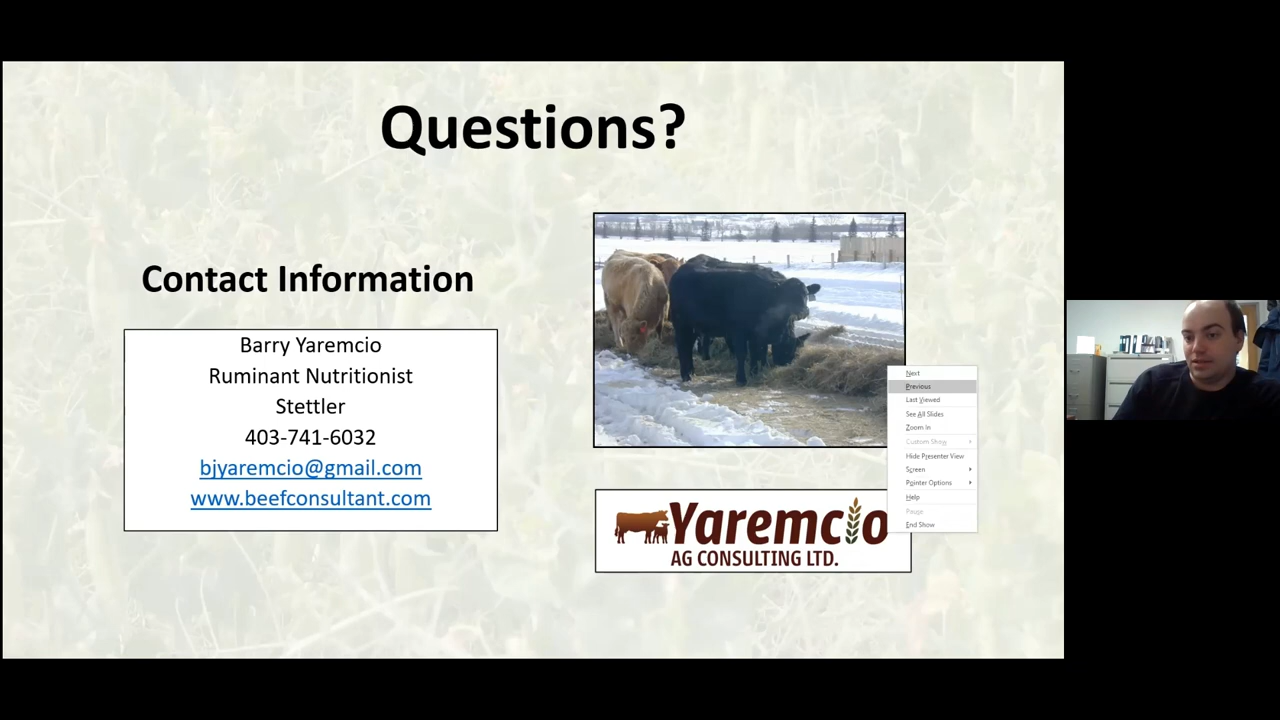 Questions?
Contact Information
Barry Yaremcio
Ruminant Nutritionist
Stettler
403-741-6032
bjyaremcio@gmail.com
www.beefconsultant.com
Next
Previous
Last Viewed
See All Slides
Zoom In
Custom Show
Hide Presenter View
Screen
Pointer Options
Help
Pause
End Show
Yaremcio
AG CONSULTING LTD.